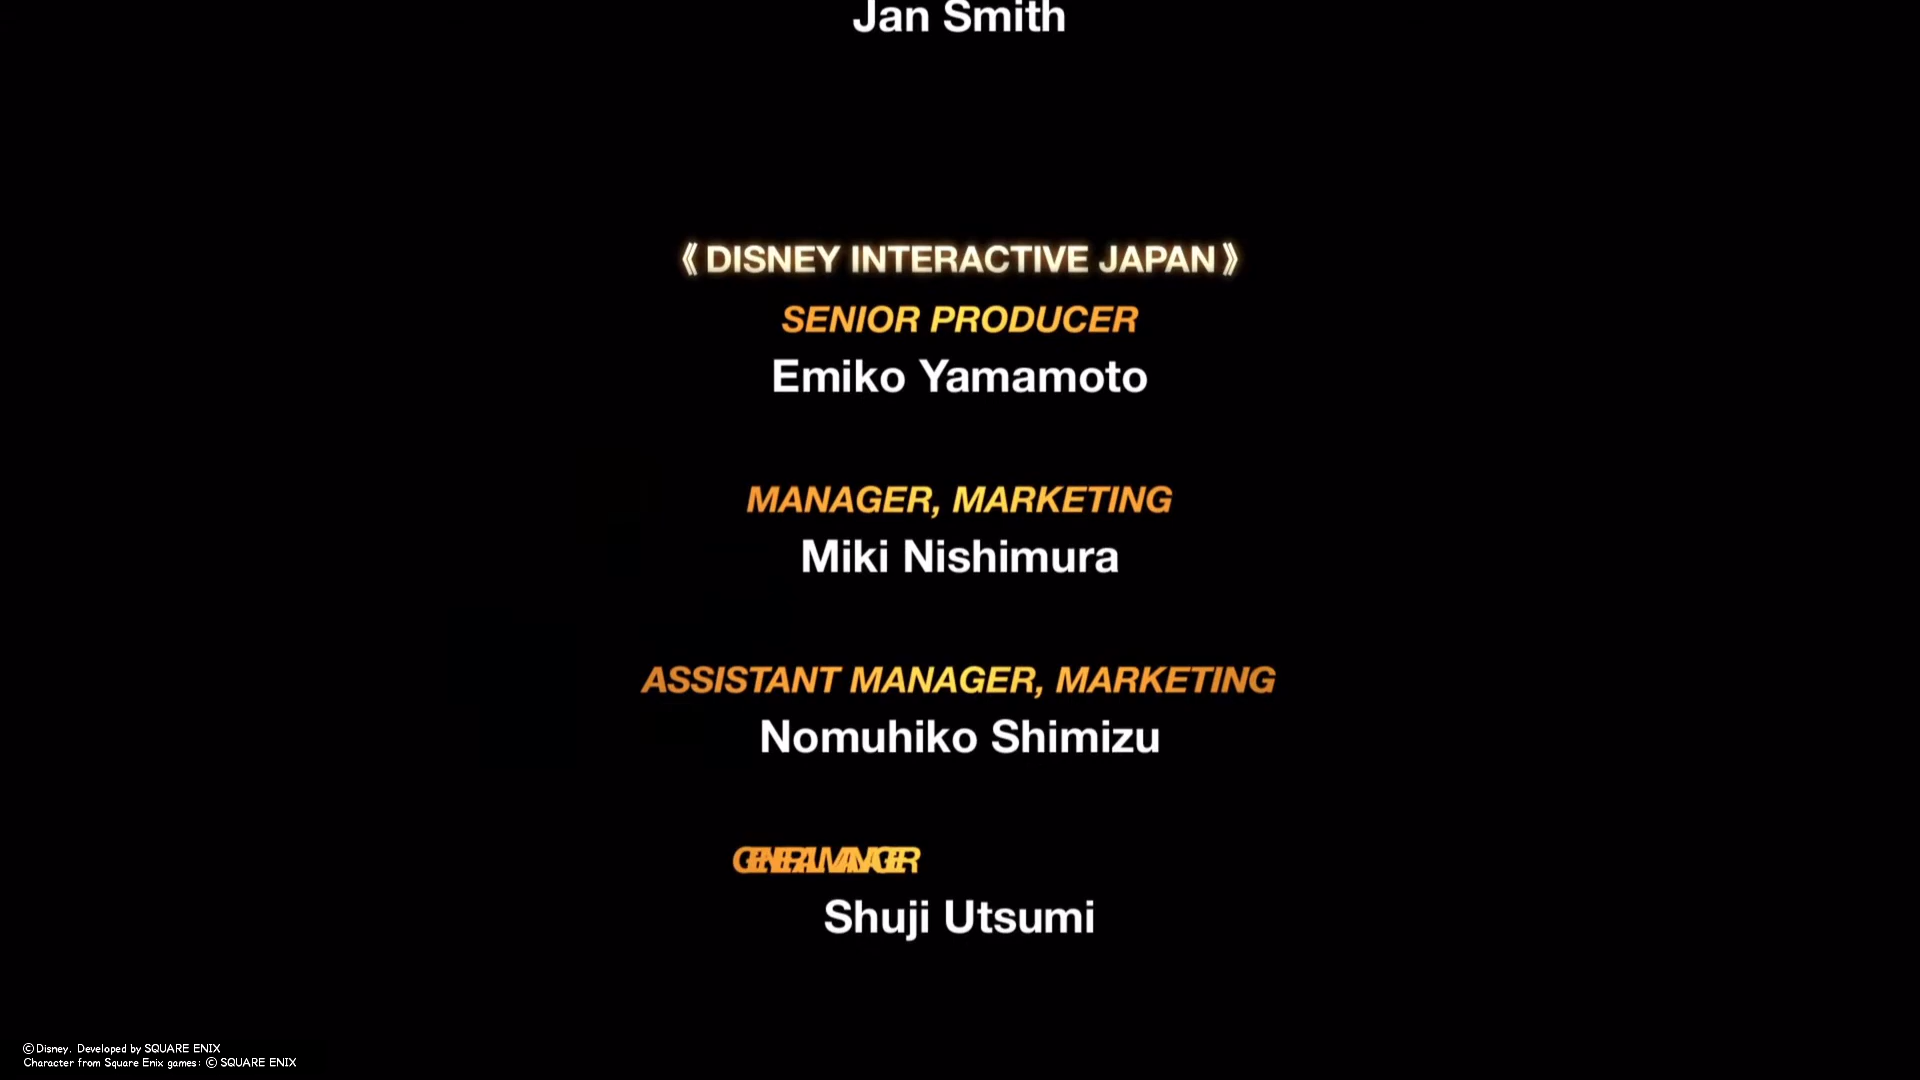 Jan Smith
《DISNEY INTERACTIVE JAPAN》
SENIOR PRODUCER
Emiko Yamamoto
MANAGER, MARKETING
Miki Nishimura
ASSISTANT MANAGER, MARKETING
Nomuhiko Shimizu
GENERAL MANAGER
Shuji Utsumi
©Disney. Developed by SQUARE ENIX
Character from Square Enix games: © SQUARE ENIX